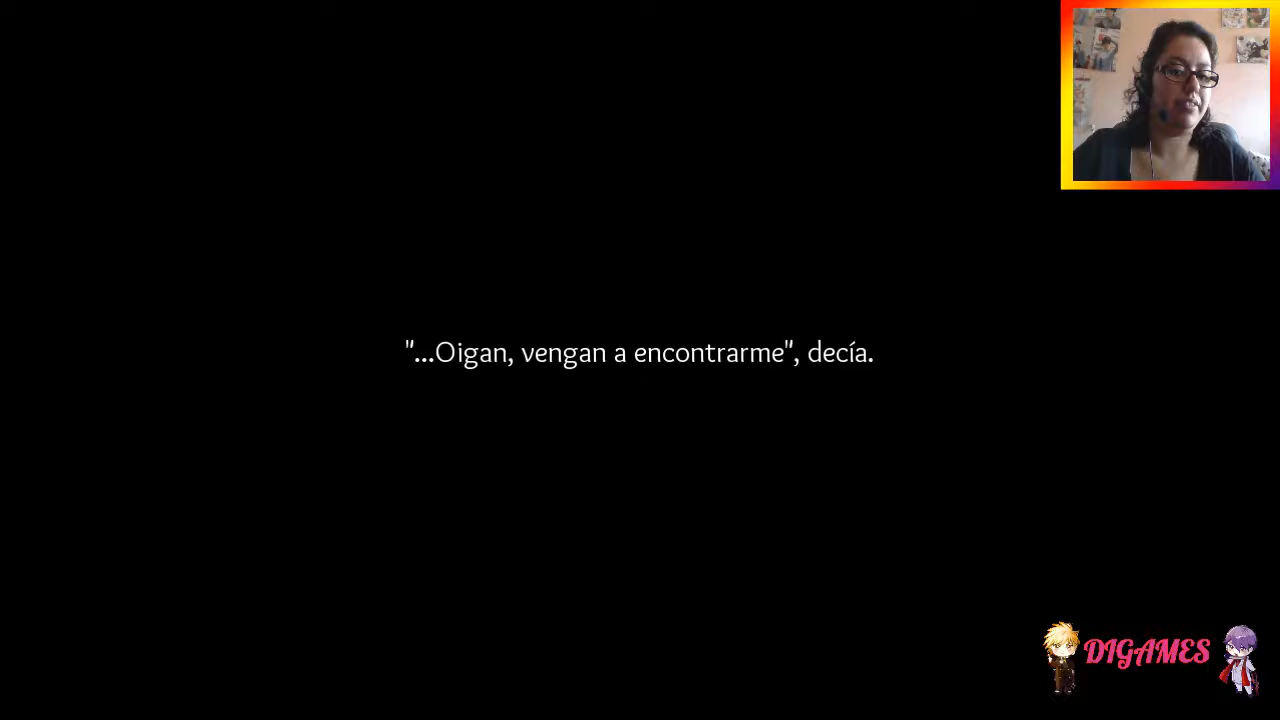 "...Oigan, vengan a encontrarme", decía.
DIGAMES